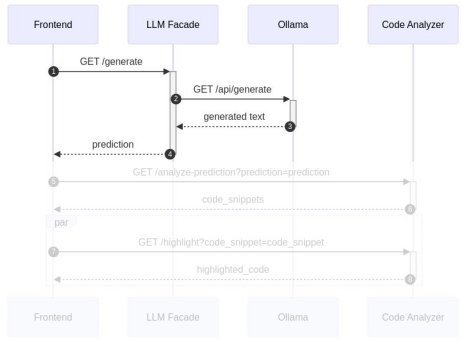 Frontend
LLM Facade
Ollama
Code Analyzer
1
GET /generate
2
GET /api/generate
generated text
3
prediction
4
GET /analyze-prediction?prediction=prediction
5
code_snippets
6
par
GET /highlight?code_snippet=code_snippet
7
highlighted_code
8
Frontend
LLM Facade
Ollama
Code Analyzer